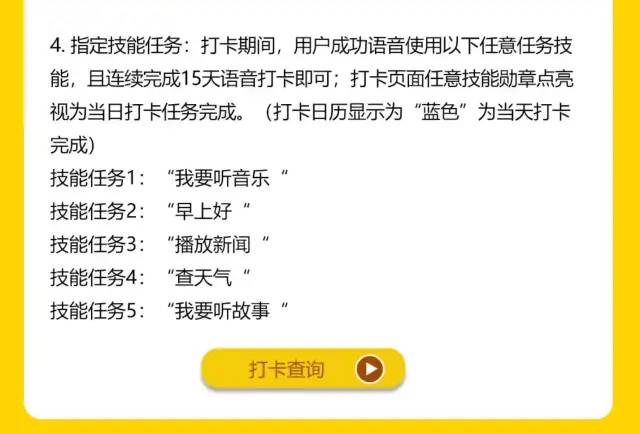 4. 指定技能任务：打卡期间，用户成功语音使用以下任意任务技
能，且连续完成15天语音打卡即可；打卡页面任意技能勋章点亮
视为当日打卡任务完成。（打卡日历显示为“蓝色”为当天打卡
完成）
技能任务1：“我要听音乐“
技能任务2：“早上好“
技能任务3：“播放新闻“
技能任务4：“查天气“
技能任务5：“我要听故事“
打卡查询